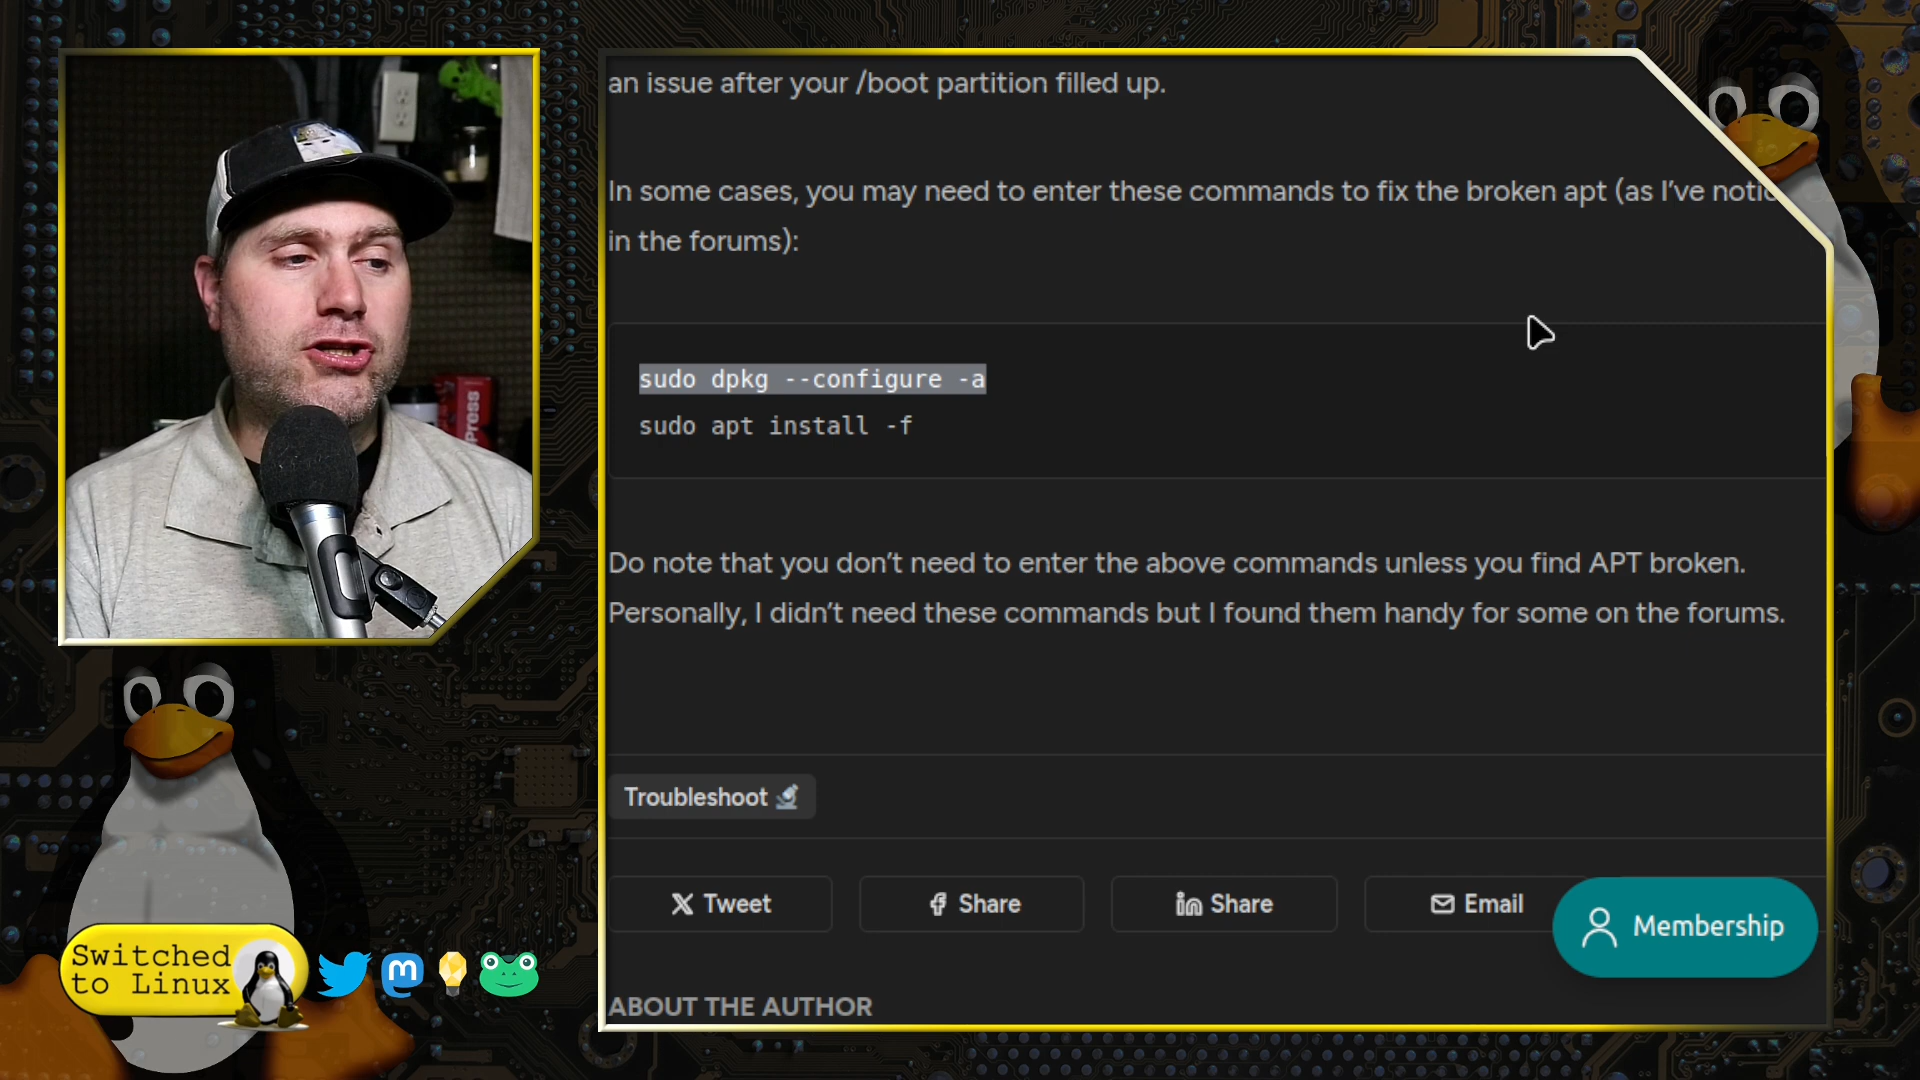 an issue after your /boot partition filled up.
In some cases, you may need to enter these commands to fix the broken apt (as I've notic
in the forums):
sudo dpkg --configure -a
sudo apt install -f
Do note that you don't need to enter the above commands unless you find APT broken.
Personally, I didn't need these commands but I found them handy for some on the forums.
Troubleshoot
Tweet
Share
Share
Email
Membership
ABOUT THE AUTHOR
Switched
to Linux
Press